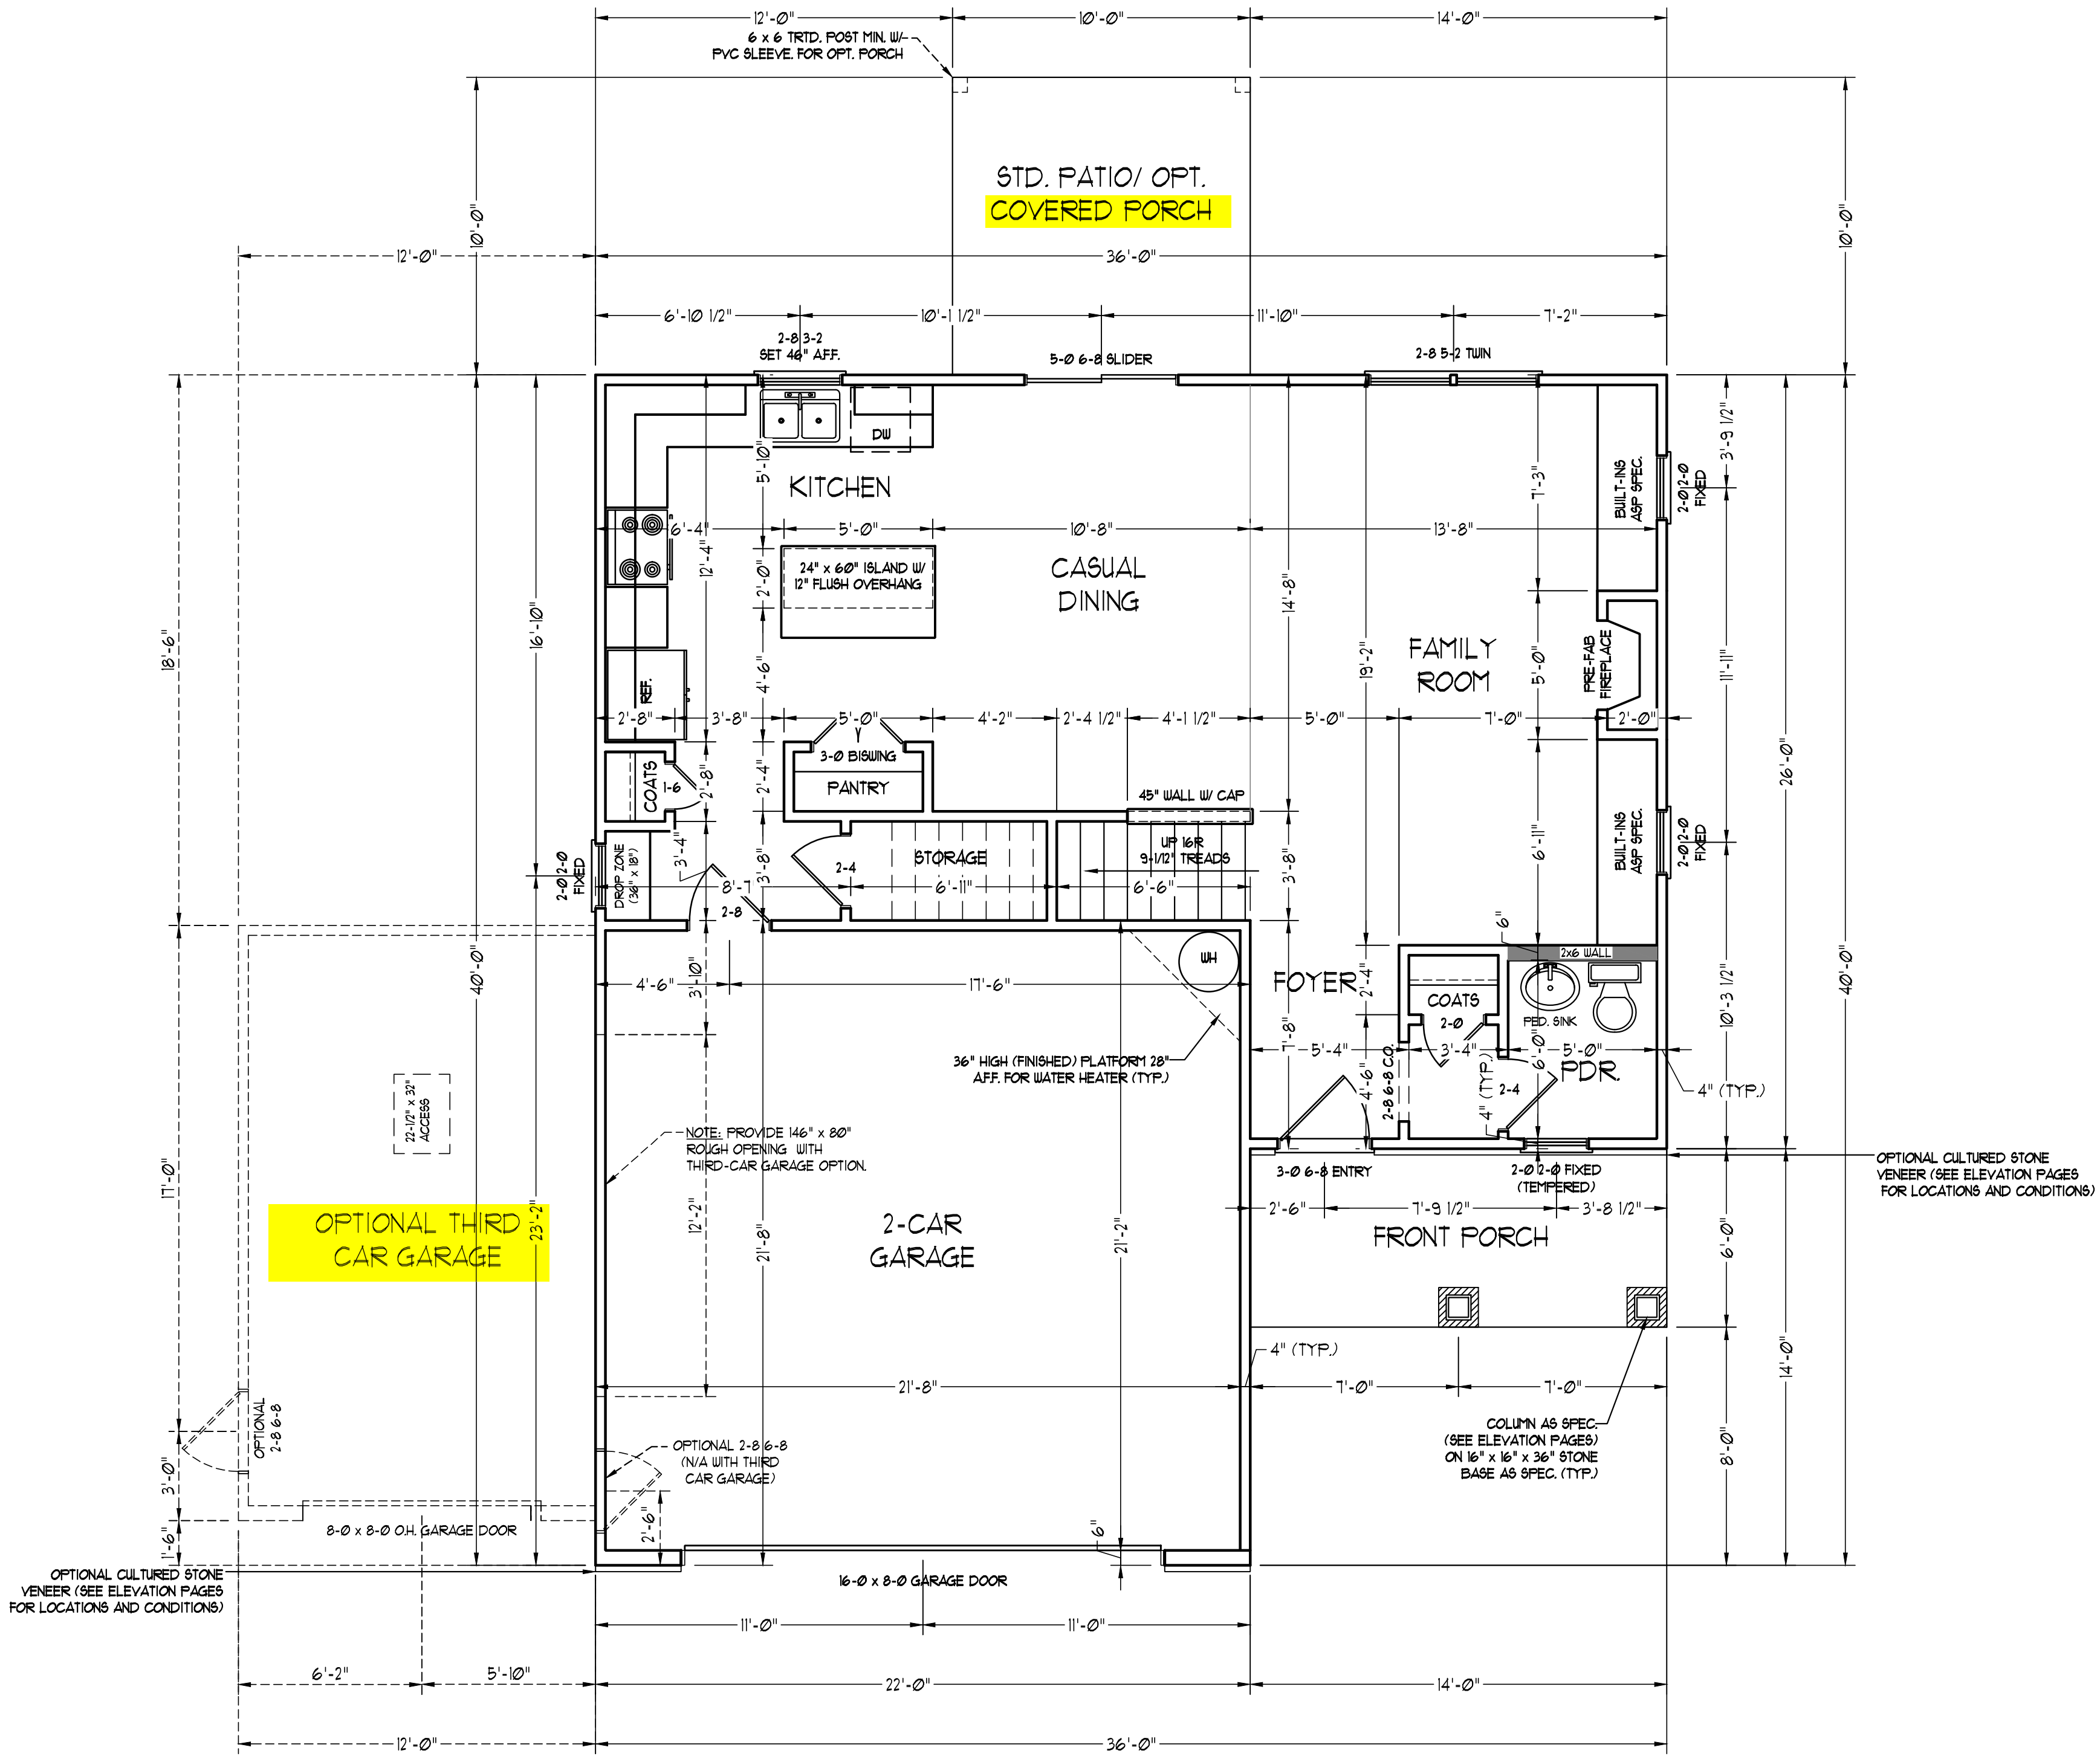 12'-0"
10'-0"
14'-0"
6 x 6 TRTD. POST MIN. W/
PVC SLEEVE. FOR OPT. PORCH
STD. PATIO/ OPT.
COVERED PORCH
10'-0"
10'-0"
12'-0"
36'-0"
6'-10 1/2"
10'-1 1/2"
11'-10"
7'-2"
2-8 3-2
SET 46" A.F.F.
5-0 6-8 SLIDER
2-8 5-2 TWIN
DW
5'-10"
KITCHEN
7'-3"
BUILT-INS
ASP SPEC.
2-0 2-0
FIXED
3'-9 1/2"
6'-4"
5'-0"
10'-8"
13'-8"
12'-4"
2'-0"
24" x 60" ISLAND W/
12" FLUSH OVERHANG
CASUAL
DINING
14'-8"
16'-10"
18'-6"
4'-6"
19'-2"
FAMILY
ROOM
5'-0"
PRE-FAB
FIREPLACE
11'-11"
REF.
2'-8"
3'-8"
5'-0"
4'-2"
2'-4 1/2"
4'-1 1/2"
5'-0"
7'-0"
2'-0"
26'-0"
3-0 BISWING
PANTRY
COATS
1-6
2'-8"
2'-4"
45" WALL W/ CAP
BUILT-INS
ASP SPEC.
2-0 2-0
FIXED
6'-11"
2-0 2-0
FIXED
DROP ZONE
(36" x 18")
3'-4"
3'-8"
2-4
STORAGE
UP 16R
9-1/2" TREADS
3'-8"
8'-7
6'-11"
6'-6"
2-8
6"
2x6 WALL
WH
FOYER
40'-0"
4'-6"
3'-10"
17'-6"
2'-4"
COATS
2-0
PED. SINK
10'-3 1/2"
40'-0"
7'-8"
5'-4"
3'-4"
6'-0"
5'-0"
PDR.
36" HIGH (FINISHED) PLATFORM 28"
A.F.F. FOR WATER HEATER (TYP.)
4'-6"
2-8 6-8 C.O.
4" (TYP.)
2-4
4" (TYP.)
22-1/2" x 32"
ACCESS
NOTE: PROVIDE 146" x 80"
ROUGH OPENING WITH
THIRD-CAR GARAGE OPTION.
3-0 6-8 ENTRY
2-0 2-0 FIXED
(TEMPERED)
OPTIONAL CULTURED STONE
VENEER (SEE ELEVATION PAGES
FOR LOCATIONS AND CONDITIONS)
17'-0"
12'-2"
2'-6"
7'-9 1/2"
3'-8 1/2"
OPTIONAL THIRD
CAR GARAGE
23'-2"
21'-8"
2-CAR
GARAGE
21'-2"
FRONT PORCH
6'-0"
4" (TYP.)
14'-0"
21'-8"
7'-0"
7'-0"
OPTIONAL
2-8 6-8
COLUMN AS SPEC.
(SEE ELEVATION PAGES)
ON 16" x 16" x 36" STONE
BASE AS SPEC. (TYP.)
8'-0"
OPTIONAL 2-8 6-8
(N/A WITH THIRD
CAR GARAGE)
3'-0"
2'-6"
6"
8-0 x 8-0 O.H. GARAGE DOOR
1'-6"
OPTIONAL CULTURED STONE
VENEER (SEE ELEVATION PAGES
FOR LOCATIONS AND CONDITIONS)
16-0 x 8-0 GARAGE DOOR
11'-0"
11'-0"
6'-2"
5'-10"
22'-0"
14'-0"
12'-0"
36'-0"